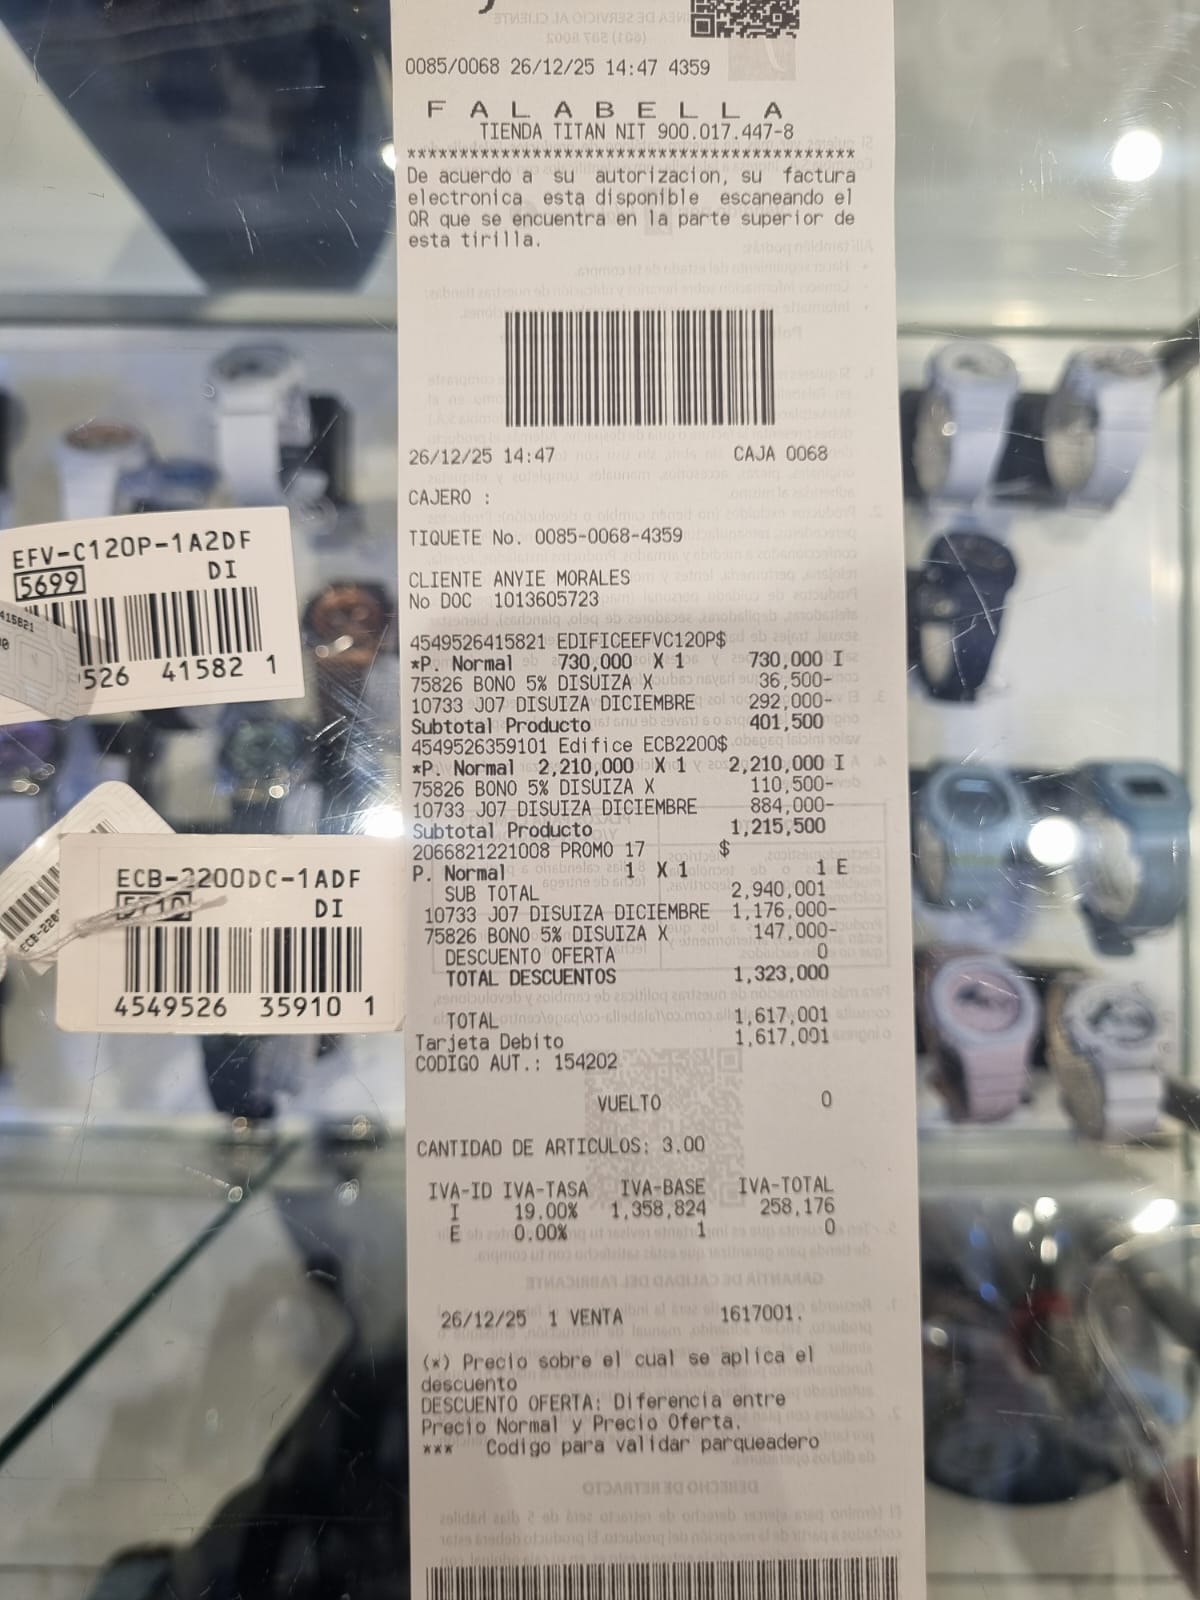 0085/0068 26/12/25 14:47 4359
F A L A B E L L A
TIENDA TITAN NIT 900.017.447-8
******************************************
De acuerdo a su autorizacion, su factura
electronica esta disponible escaneando el
QR que se encuentra en la parte superior de
esta tirilla.
26/12/25 14:47 CAJA 0068
CAJERO :
TIQUETE No. 0085-0068-4359
CLIENTE ANYIE MORALES
No DOC 1013605723
4549526415821 EDIFICEEFVC120P$
*P. Normal 730,000 X 1 730,000 I
75826 BONO 5% DISUIZA X 36,500-
10733 J07 DISUIZA DICIEMBRE 292,000-
Subtotal Producto 401,500
4549526359101 Edifice ECB2200$
*P. Normal 2,210,000 X 1 2,210,000 I
75826 BONO 5% DISUIZA X 110,500-
10733 J07 DISUIZA DICIEMBRE 884,000-
Subtotal Producto 1,215,500
2066821221008 PROMO 17 $
P. Normal 1 X 1 1 E
SUB TOTAL 2,940,001
10733 J07 DISUIZA DICIEMBRE 1,176,000-
75826 BONO 5% DISUIZA X 147,000-
DESCUENTO OFERTA 0
TOTAL DESCUENTOS 1,323,000
TOTAL 1,617,001
Tarjeta Debito 1,617,001
CODIGO AUT.: 154202
VUELTO 0
CANTIDAD DE ARTICULOS: 3.00
IVA-ID IVA-TASA IVA-BASE IVA-TOTAL
I 19.00% 1,358,824 258,176
E 0.00% 1 0
26/12/25 1 VENTA 1617001.
(*) Precio sobre el cual se aplica el
descuento
DESCUENTO OFERTA: Diferencia entre
Precio Normal y Precio Oferta.
*** Codigo para validar parqueadero
EFV-C120P-1A2DF
5699 DI
526 41582 1
415821
ECB-2200DC-1ADF
5710 DI
4549526 35910 1